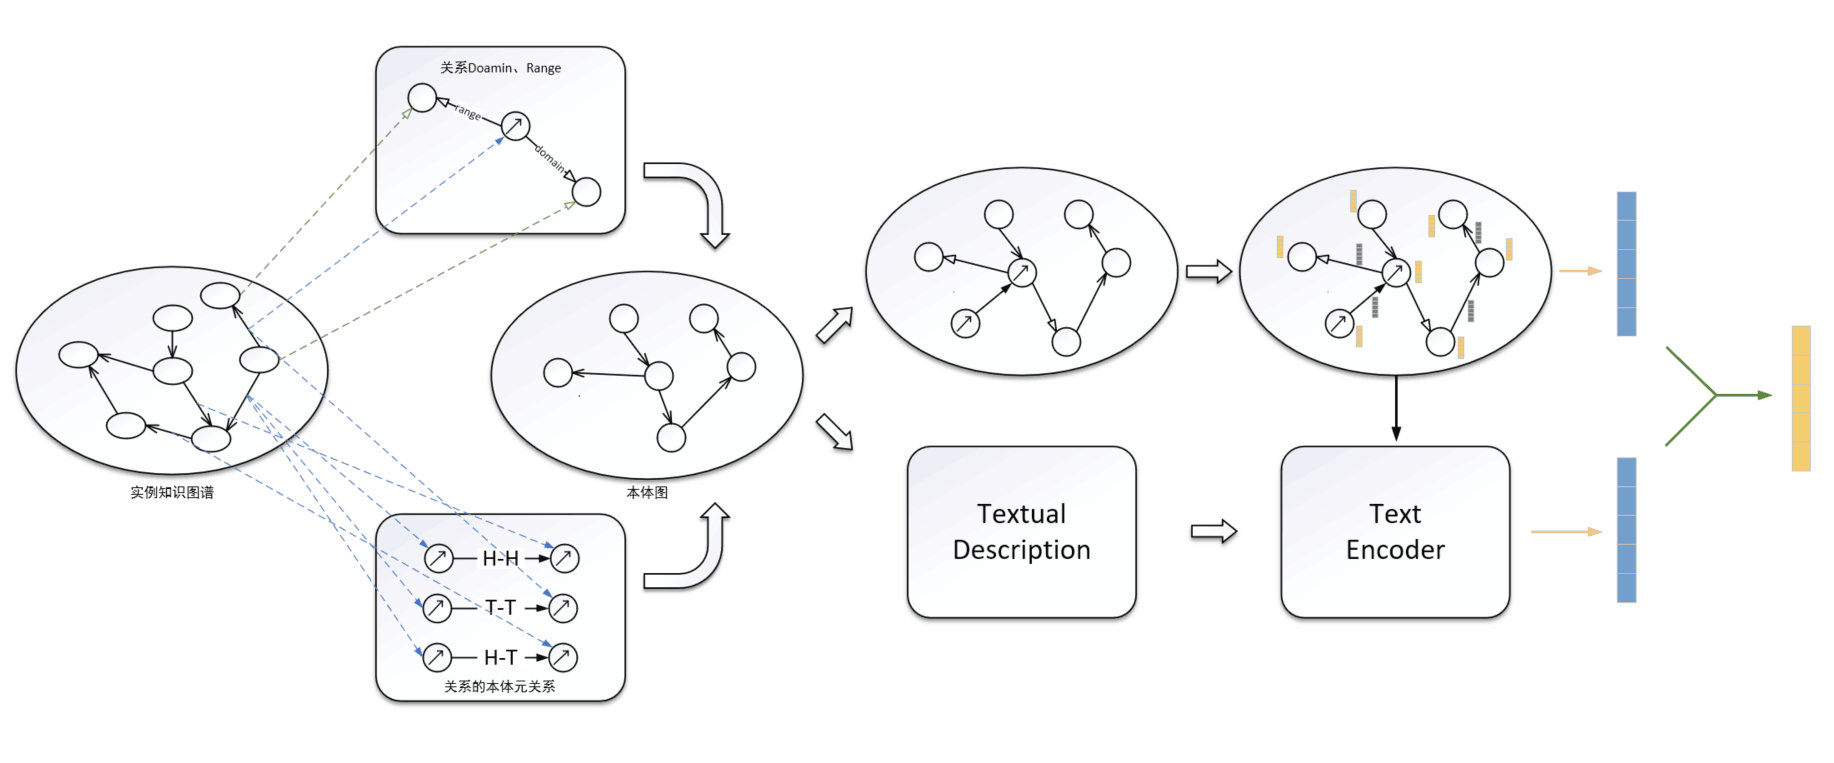 关系Doamin、Range
range
domain
实例知识图谱
本体图
H-H
T-T
H-T
关系的本体元关系
Textual
Description
Text
Encoder